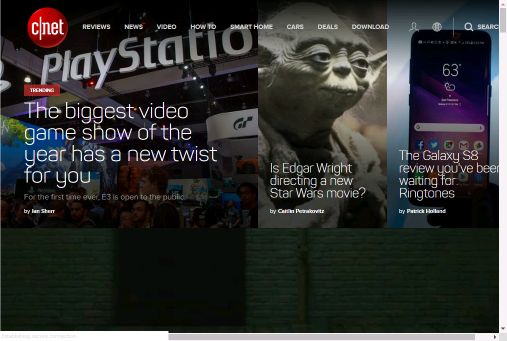 c|net
REVIEWS NEWS VIDEO HOW TO SMART HOME CARS DEALS DOWNLOAD SEARC
PlayStatio
TRENDING
The biggest video
game show of the
year has a new twist
for you
For the first time ever, E3 is open to the public.
by Ian Sherr
GT
Is Edgar Wright
directing a new
Star Wars movie?
by Caitlin Petrakovitz
63°
The Galaxy S8
review you've been
waiting for:
Ringtones
by Patrick Holland
Establishing secure connection...